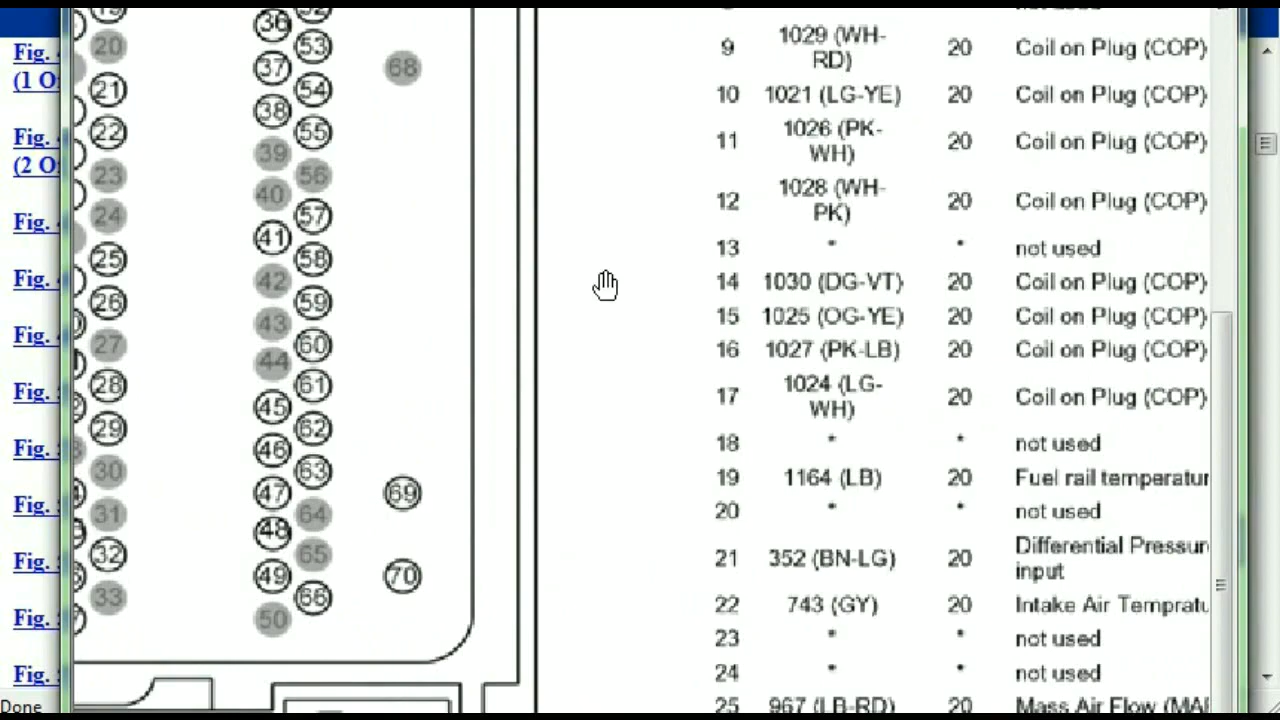 Fig.
(1 O
Fig.
(2 O
Fig.
Fig.
Fig.
Fig.
Fig.
Fig.
Fig.
Fig.
Fig.
Done
20
21
22
23
24
25
26
27
28
29
30
31
32
33
36
37
38
39
40
41
42
43
44
45
46
47
48
49
50
52
53
54
55
56
57
58
59
60
61
62
63
64
65
66
68
69
70
not used
9 1029 (WH- 20 Coil on Plug (COP)
RD)
10 1021 (LG-YE) 20 Coil on Plug (COP)
11 1026 (PK- 20 Coil on Plug (COP)
WH)
12 1028 (WH- 20 Coil on Plug (COP)
PK)
13 * * not used
14 1030 (DG-VT) 20 Coil on Plug (COP)
15 1025 (OG-YE) 20 Coil on Plug (COP)
16 1027 (PK-LB) 20 Coil on Plug (COP)
17 1024 (LG- 20 Coil on Plug (COP)
WH)
18 * * not used
19 1164 (LB) 20 Fuel rail temperatur
20 * * not used
21 352 (BN-LG) 20 Differential Pressur
input
22 743 (GY) 20 Intake Air Tempratu
23 * * not used
24 * * not used
25 967 (LB-RD) 20 Mass Air Flow (MAF